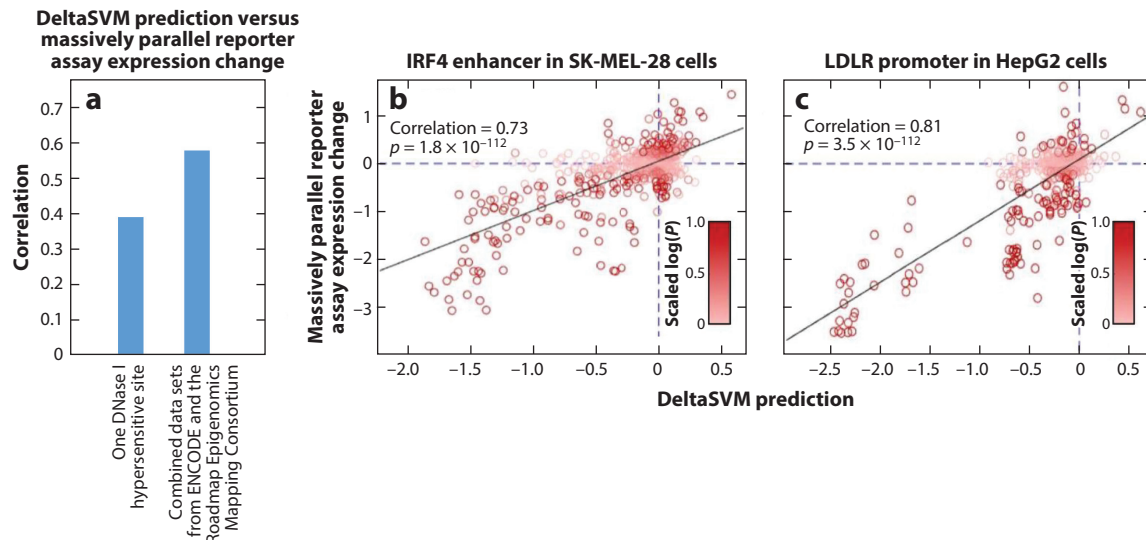 DeltaSVM prediction versus
massively parallel reporter
assay expression change
a
Correlation
0.7
0.6
0.5
0.4
0.3
0.2
0.1
0
One DNase I
hypersensitive site
Combined data sets
from ENCODE and the
Roadmap Epigenomics
Mapping Consortium
IRF4 enhancer in SK-MEL-28 cells
b
Correlation = 0.73
p = 1.8 × 10⁻¹¹²
Massively parallel reporter
assay expression change
1
0
−1
−2
−3
−2.0 −1.5 −1.0 −0.5 0 0.5
Scaled log(P)
1.0
0.5
0
LDLR promoter in HepG2 cells
c
Correlation = 0.81
p = 3.5 × 10⁻¹¹²
−2.5 −2.0 −1.5 −1.0 −0.5 0.0 0.5
Scaled log(P)
1.0
0.5
0
DeltaSVM prediction